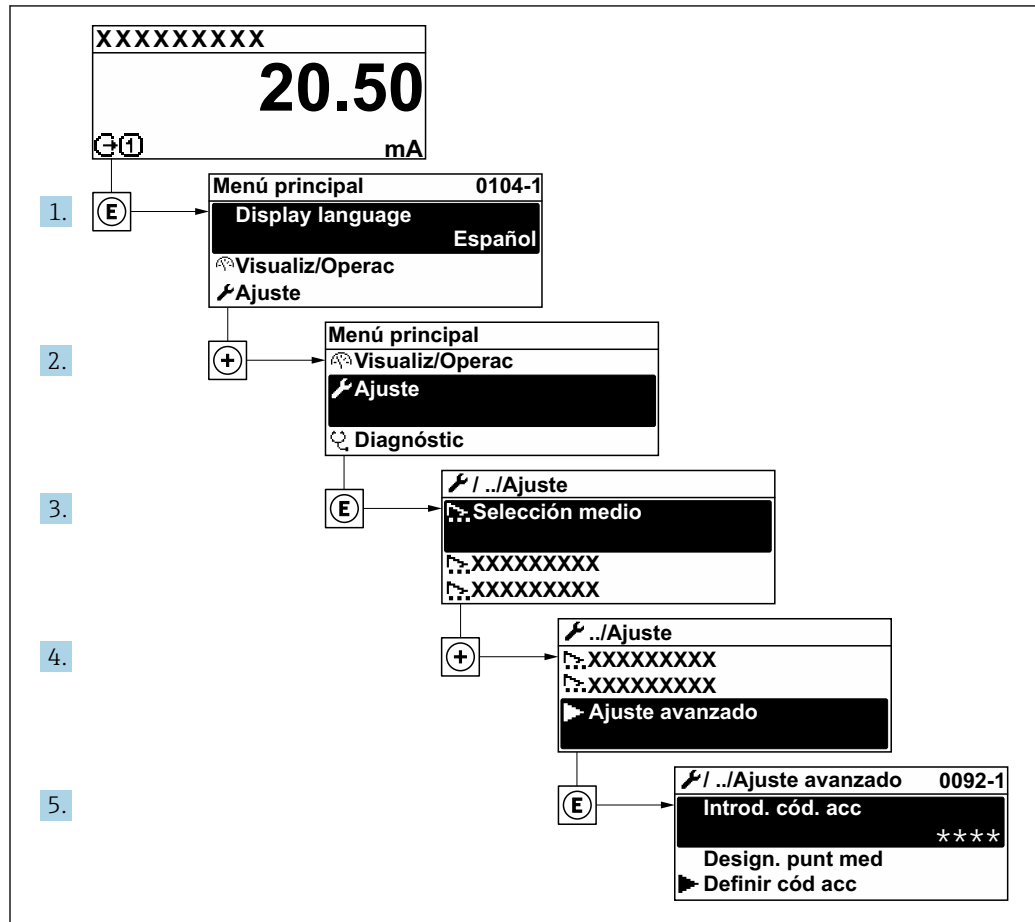 XXXXXXXXX
20.50
1 mA
1.
E
Menú principal 0104-1
Display language
Español
Visualiz/Operac
Ajuste
2.
+
Menú principal
Visualiz/Operac
Ajuste
Diagnóstic
3.
E
/ ../Ajuste
Selección medio
XXXXXXXXX
XXXXXXXXX
4.
+
../Ajuste
XXXXXXXXX
XXXXXXXXX
Ajuste avanzado
5.
E
/ ../Ajuste avanzado 0092-1
Introd. cód. acc
****
Design. punt med
Definir cód acc